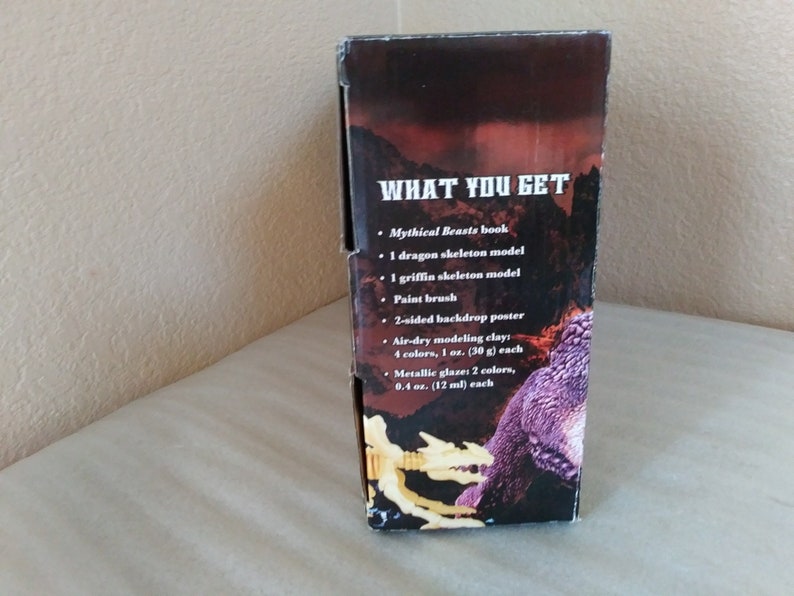 WHAT YOU GET
• Mythical Beasts book
• 1 dragon skeleton model
• 1 griffin skeleton model
• Paint brush
• 2-sided backdrop poster
• Air-dry modeling clay:
4 colors, 1 oz. (30 g) each
• Metallic glaze: 2 colors,
0.4 oz. (12 ml) each